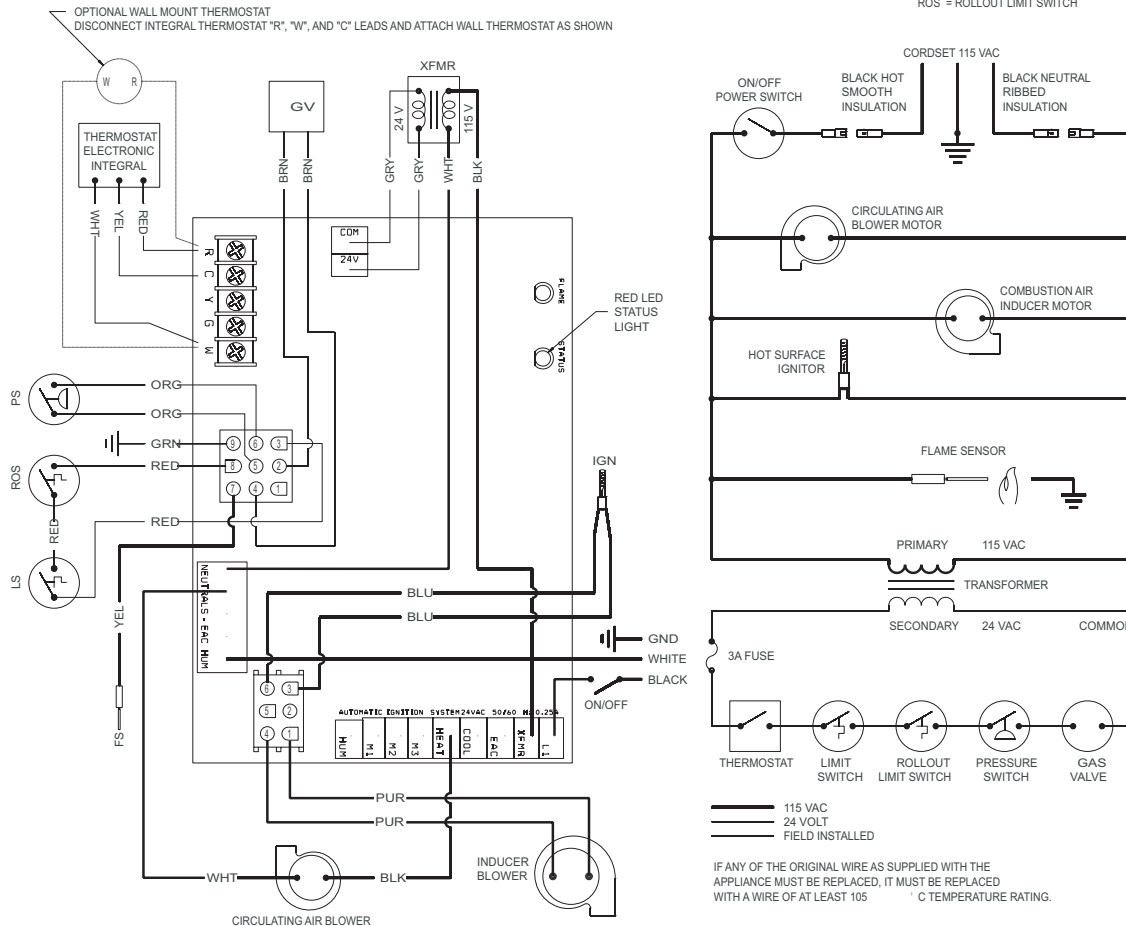 OPTIONAL WALL MOUNT THERMOSTAT
DISCONNECT INTEGRAL THERMOSTAT "R", "W", AND "C" LEADS AND ATTACH WALL THERMOSTAT AS SHOWN
ROS = ROLLOUT LIMIT SWITCH
W R
THERMOSTAT
ELECTRONIC
INTEGRAL
WHT
YEL
RED
GV
BRN
BRN
XFMR
24 V
115 V
GRY
GRY
WHT
BLK
COM
24V
R
C
Y
G
W
FLAME
STATUS
RED LED
STATUS
LIGHT
PS
ORG
ORG
GRN
ROS
RED
RED
RED
LS
9 6 3
8 5 2
7 4 1
YEL
FS
NEUTRALS - EAC HUM
IGN
BLU
BLU
GND
WHITE
BLACK
ON/OFF
6 3
5 2
4 1
AUTOMATIC IGNITION SYSTEM 24VAC 50/60 Hz 0.25A
HUM
M1
M2
M3
HEAT
COOL
EAC
XFMR
L1
PUR
PUR
WHT
BLK
CIRCULATING AIR BLOWER
INDUCER
BLOWER
CORDSET 115 VAC
ON/OFF
POWER SWITCH
BLACK HOT
SMOOTH
INSULATION
BLACK NEUTRAL
RIBBED
INSULATION
CIRCULATING AIR
BLOWER MOTOR
COMBUSTION AIR
INDUCER MOTOR
HOT SURFACE
IGNITOR
FLAME SENSOR
PRIMARY 115 VAC
TRANSFORMER
SECONDARY 24 VAC
3A FUSE
THERMOSTAT
LIMIT
SWITCH
ROLLOUT
LIMIT SWITCH
PRESSURE
SWITCH
GAS
VALVE
115 VAC
24 VOLT
FIELD INSTALLED
IF ANY OF THE ORIGINAL WIRE AS SUPPLIED WITH THE
APPLIANCE MUST BE REPLACED, IT MUST BE REPLACED
WITH A WIRE OF AT LEAST 105 ' C TEMPERATURE RATING.